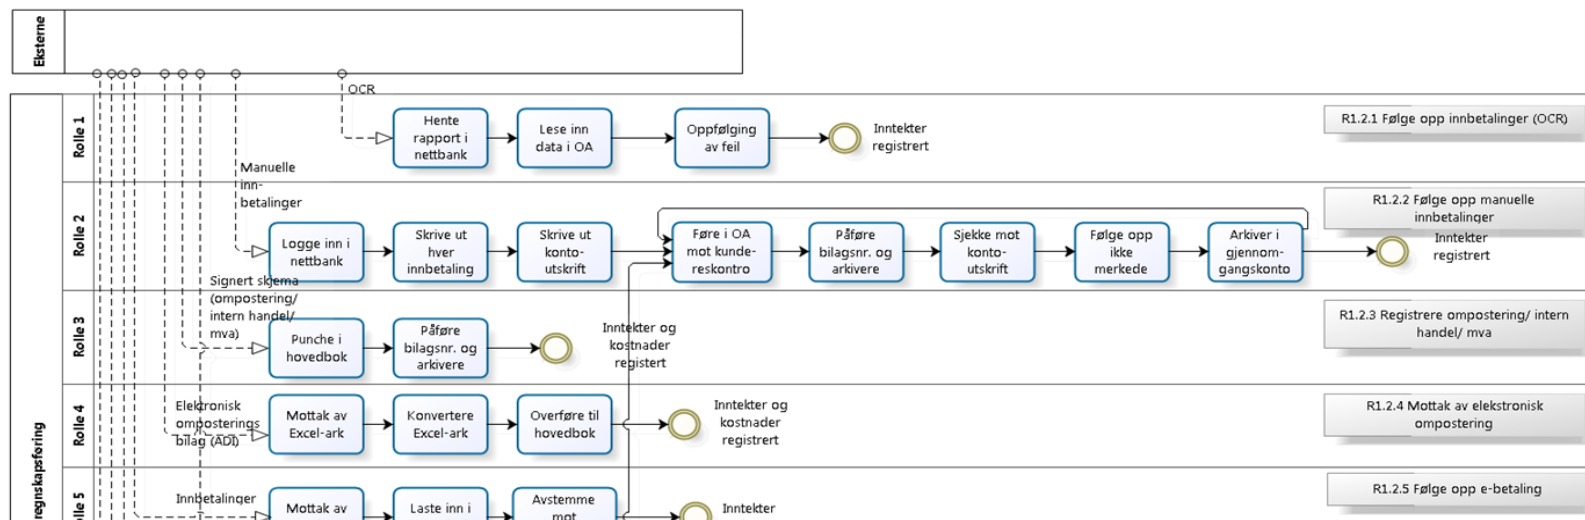 Eksterne
OCR
regnskapsføring
Rolle 1
Hente
rapport i
nettbank
Lese inn
data i OA
Oppfølging
av feil
Inntekter
registrert
R1.2.1 Følge opp innbetalinger (OCR)
Rolle 2
Manuelle
inn-
betalinger
Logge inn i
nettbank
Skrive ut
hver
innbetaling
Skrive ut
konto-
utskrift
Føre i OA
mot kunde-
reskontro
Påføre
bilagsnr. og
arkivere
Sjekke mot
konto-
utskrift
Følge opp
ikke
merkede
Arkiver i
gjennom-
gangskonto
Inntekter
registrert
R1.2.2 Følge opp manuelle
innbetalinger
Rolle 3
Signert skjema
(ompostering/
intern handel/
mva)
Punche i
hovedbok
Påføre
bilagsnr. og
arkivere
Inntekter og
kostnader
registert
R1.2.3 Registrere ompostering/ intern
handel/ mva
Rolle 4
Elektronisk
omposterings
bilag (ADI)
Mottak av
Excel-ark
Konvertere
Excel-ark
Overføre til
hovedbok
Inntekter og
kostnader
registrert
R1.2.4 Mottak av elekstronisk
ompostering
lle 5
Innbetalinger
Mottak av
Laste inn i
Avstemme
mot
Inntekter
R1.2.5 Følge opp e-betaling